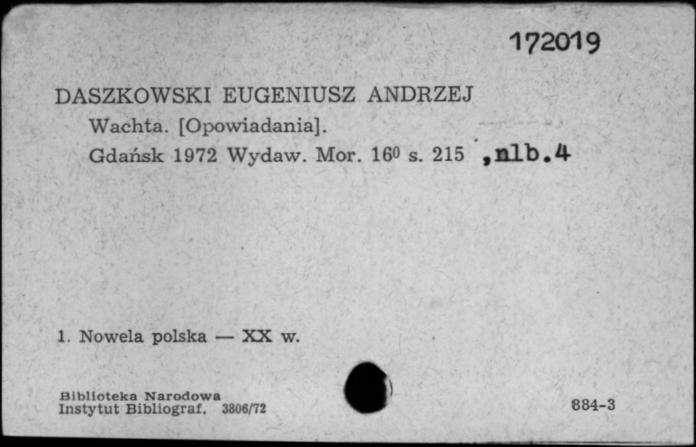 172019
DASZKOWSKI EUGENIUSZ ANDRZEJ
Wachta. [Opowiadania].
Gdańsk 1972 Wydaw. Mor. 16⁰ s. 215 ,nlb.4
1. Nowela polska — XX w.
Biblioteka Narodowa
Instytut Bibliograf. 3806/72
884-3